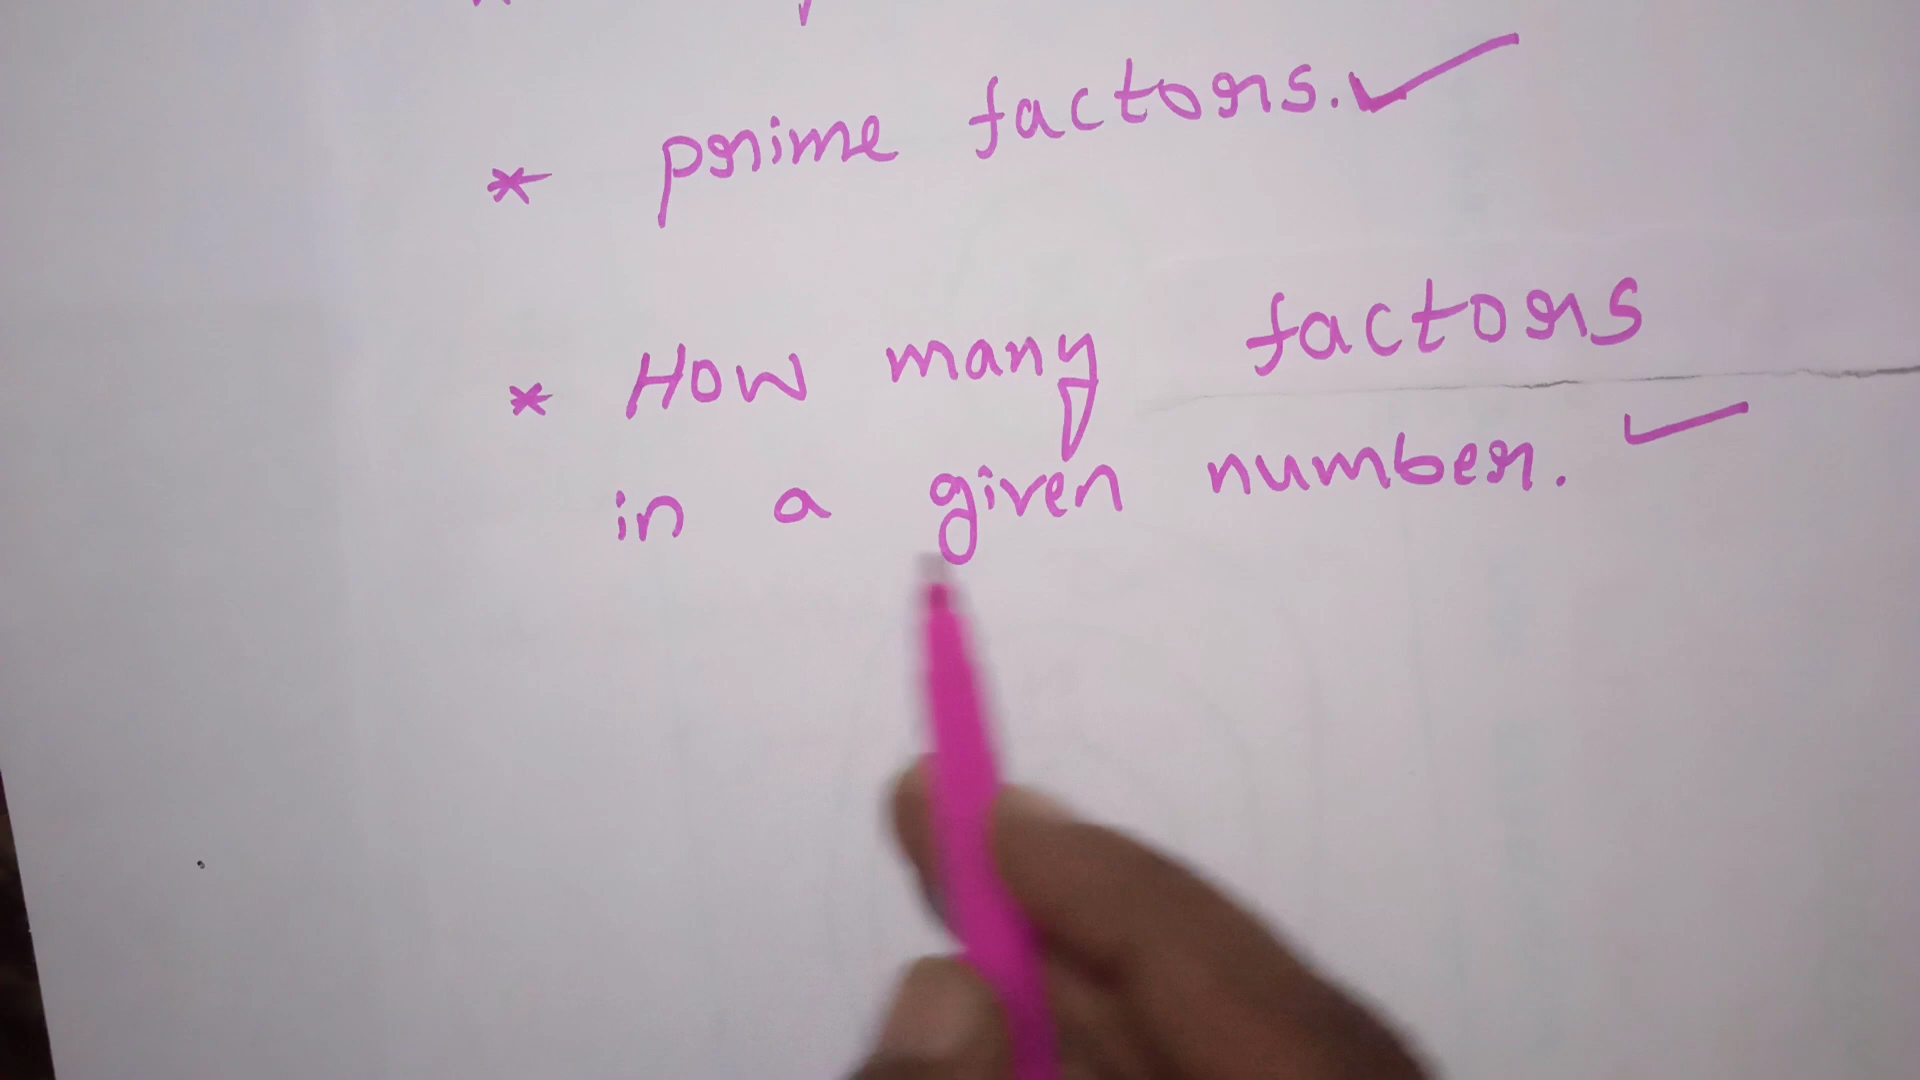 * prime factors.
* How many factors
in a given number.